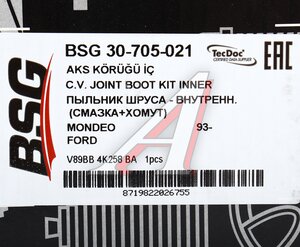 BSG
BSG 30-705-021
TecDoc
CERTIFIED DATA SUPPLIER
EAC
AKS KÖRÜĞÜ İÇ
C.V. JOINT BOOT KIT INNER
ПЫЛЬНИК ШРУСА - ВНУТРЕНН.
(СМАЗКА+ХОМУТ)
MONDEO 93-
FORD
V89BB 4K258 BA 1pcs
8719822026755